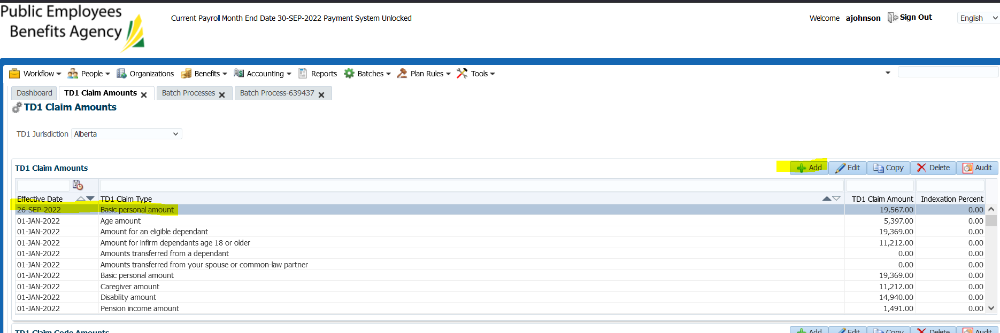 Public Employees
Benefits Agency
Current Payroll Month End Date 30-SEP-2022 Payment System Unlocked
Welcome ajohnson Sign Out English
Workflow People Organizations Benefits Accounting Reports Batches Plan Rules Tools
Dashboard TD1 Claim Amounts Batch Processes Batch Process-639437
TD1 Claim Amounts
TD1 Jurisdiction Alberta
TD1 Claim Amounts Add Edit Copy Delete Audit
Effective Date TD1 Claim Type TD1 Claim Amount Indexation Percent
26-SEP-2022 Basic personal amount 19,567.00 0.00
01-JAN-2022 Age amount 5,397.00 0.00
01-JAN-2022 Amount for an eligible dependant 19,369.00 0.00
01-JAN-2022 Amount for infirm dependants age 18 or older 11,212.00 0.00
01-JAN-2022 Amounts transferred from a dependant 0.00 0.00
01-JAN-2022 Amounts transferred from your spouse or common-law partner 0.00 0.00
01-JAN-2022 Basic personal amount 19,369.00 0.00
01-JAN-2022 Caregiver amount 11,212.00 0.00
01-JAN-2022 Disability amount 14,940.00 0.00
01-JAN-2022 Pension income amount 1,491.00 0.00
TD1 Claim Code Amounts Add Edit Copy Delete Audit